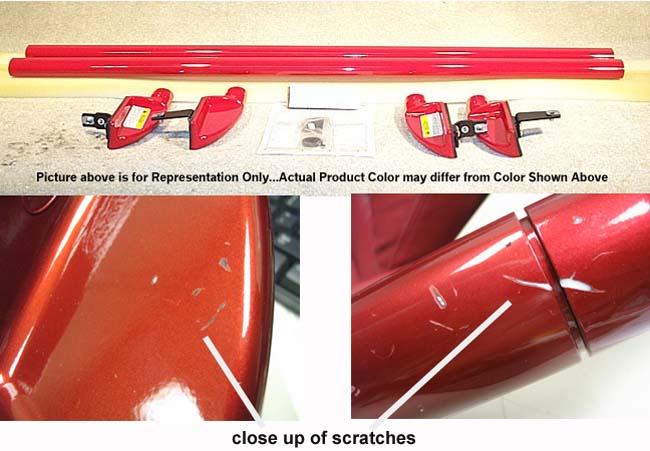 Picture above is for Representation Only...Actual Product Color may differ from Color Shown Above
close up of scratches